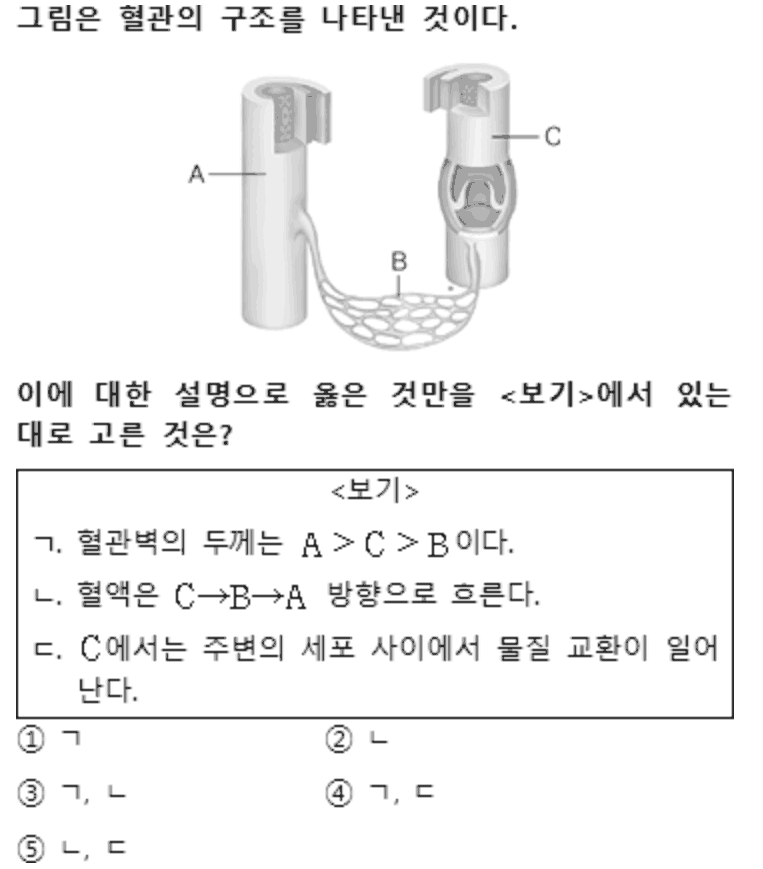 그림은 혈관의 구조를 나타낸 것이다.
A
C
B
이에 대한 설명으로 옳은 것만을 <보기>에서 있는
대로 고른 것은?
<보기>
ㄱ. 혈관벽의 두께는 A > C > B이다.
ㄴ. 혈액은 C→B→A 방향으로 흐른다.
ㄷ. C에서는 주변의 세포 사이에서 물질 교환이 일어
난다.
① ㄱ ② ㄴ
③ ㄱ, ㄴ ④ ㄱ, ㄷ
⑤ ㄴ, ㄷ